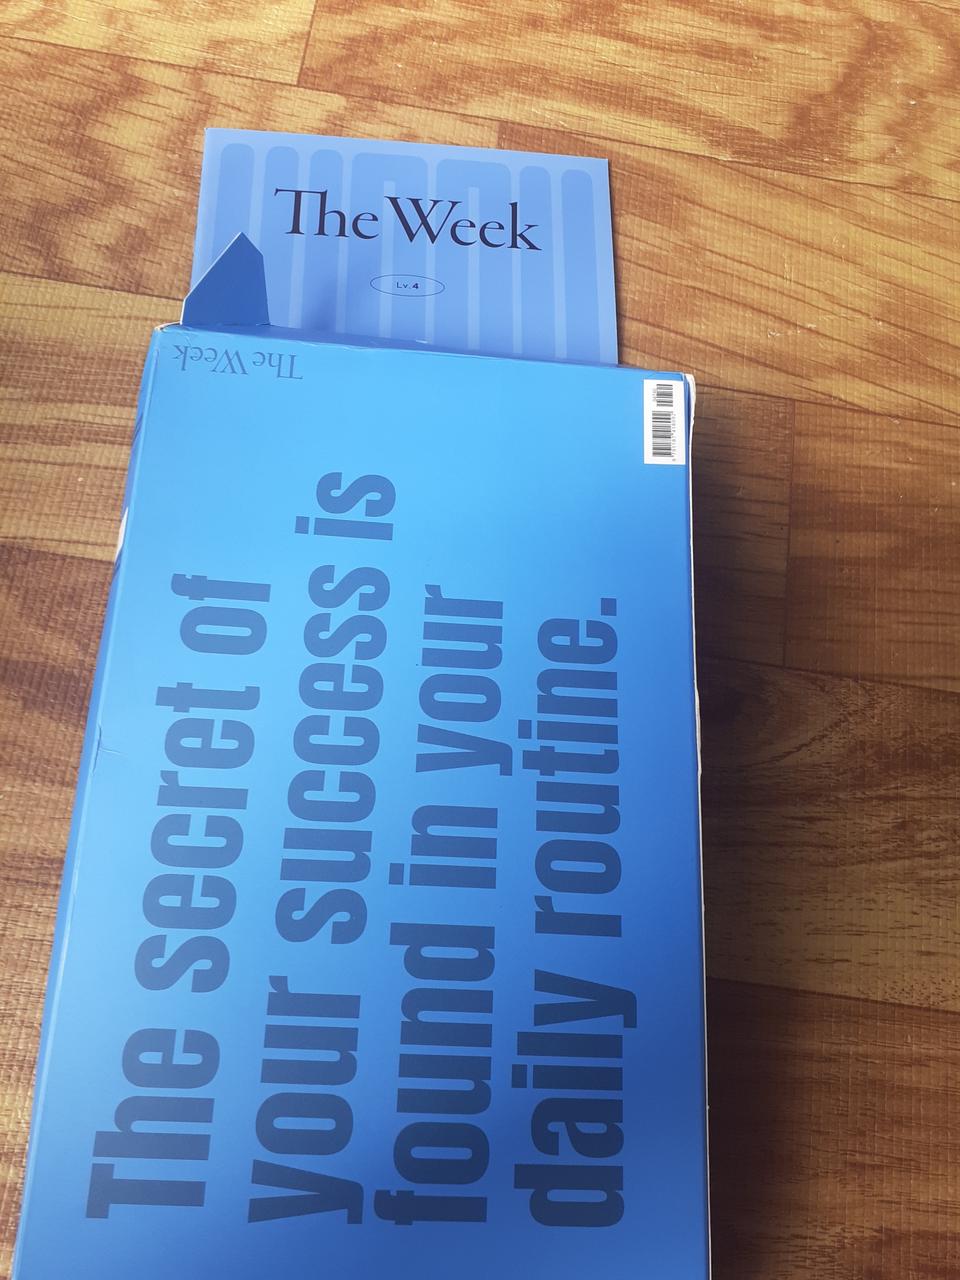 The Week
Lv.4
The Week
The secret of
your success is
found in your
daily routine.